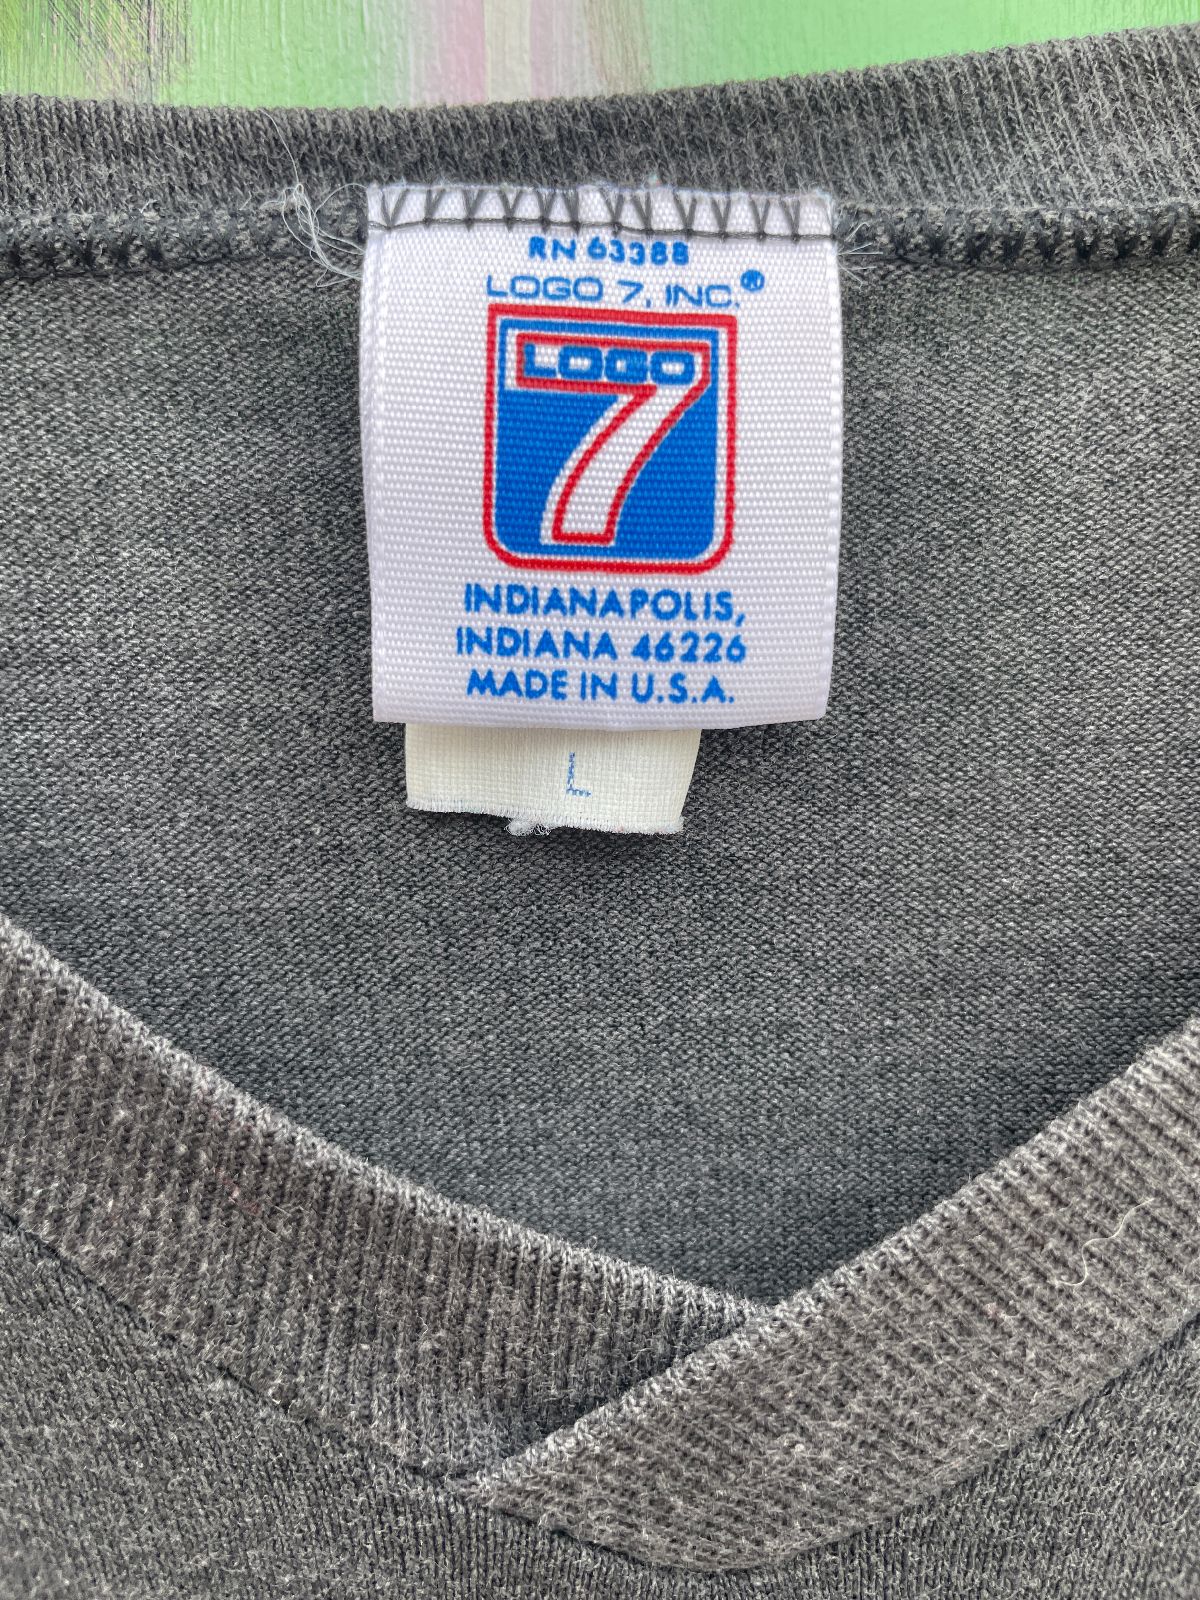 RN 63388
LOGO 7, INC.®
LOGO
7
INDIANAPOLIS,
INDIANA 46226
MADE IN U.S.A.
L